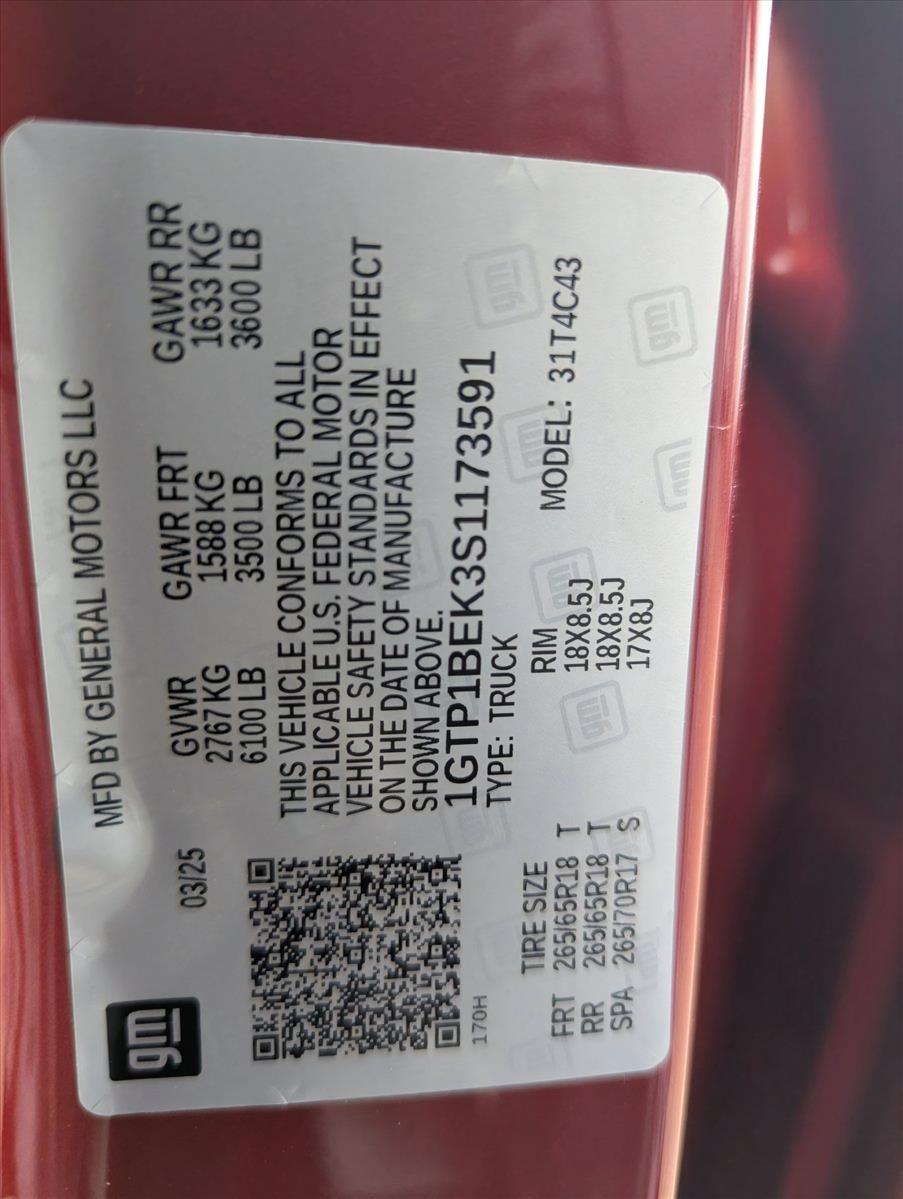 gm
MFD BY GENERAL MOTORS LLC
03/25
GVWR GAWR FRT GAWR RR
2767 KG 1588 KG 1633 KG
6100 LB 3500 LB 3600 LB
THIS VEHICLE CONFORMS TO ALL
APPLICABLE U.S. FEDERAL MOTOR
VEHICLE SAFETY STANDARDS IN EFFECT
ON THE DATE OF MANUFACTURE
SHOWN ABOVE.
1GTP1BEK3S1173591
TYPE: TRUCK
170H
MODEL: 31T4C43
TIRE SIZE RIM
FRT 265/65R18 T 18X8.5J
RR 265/65R18 T 18X8.5J
SPA 265/70R17 S 17X8J